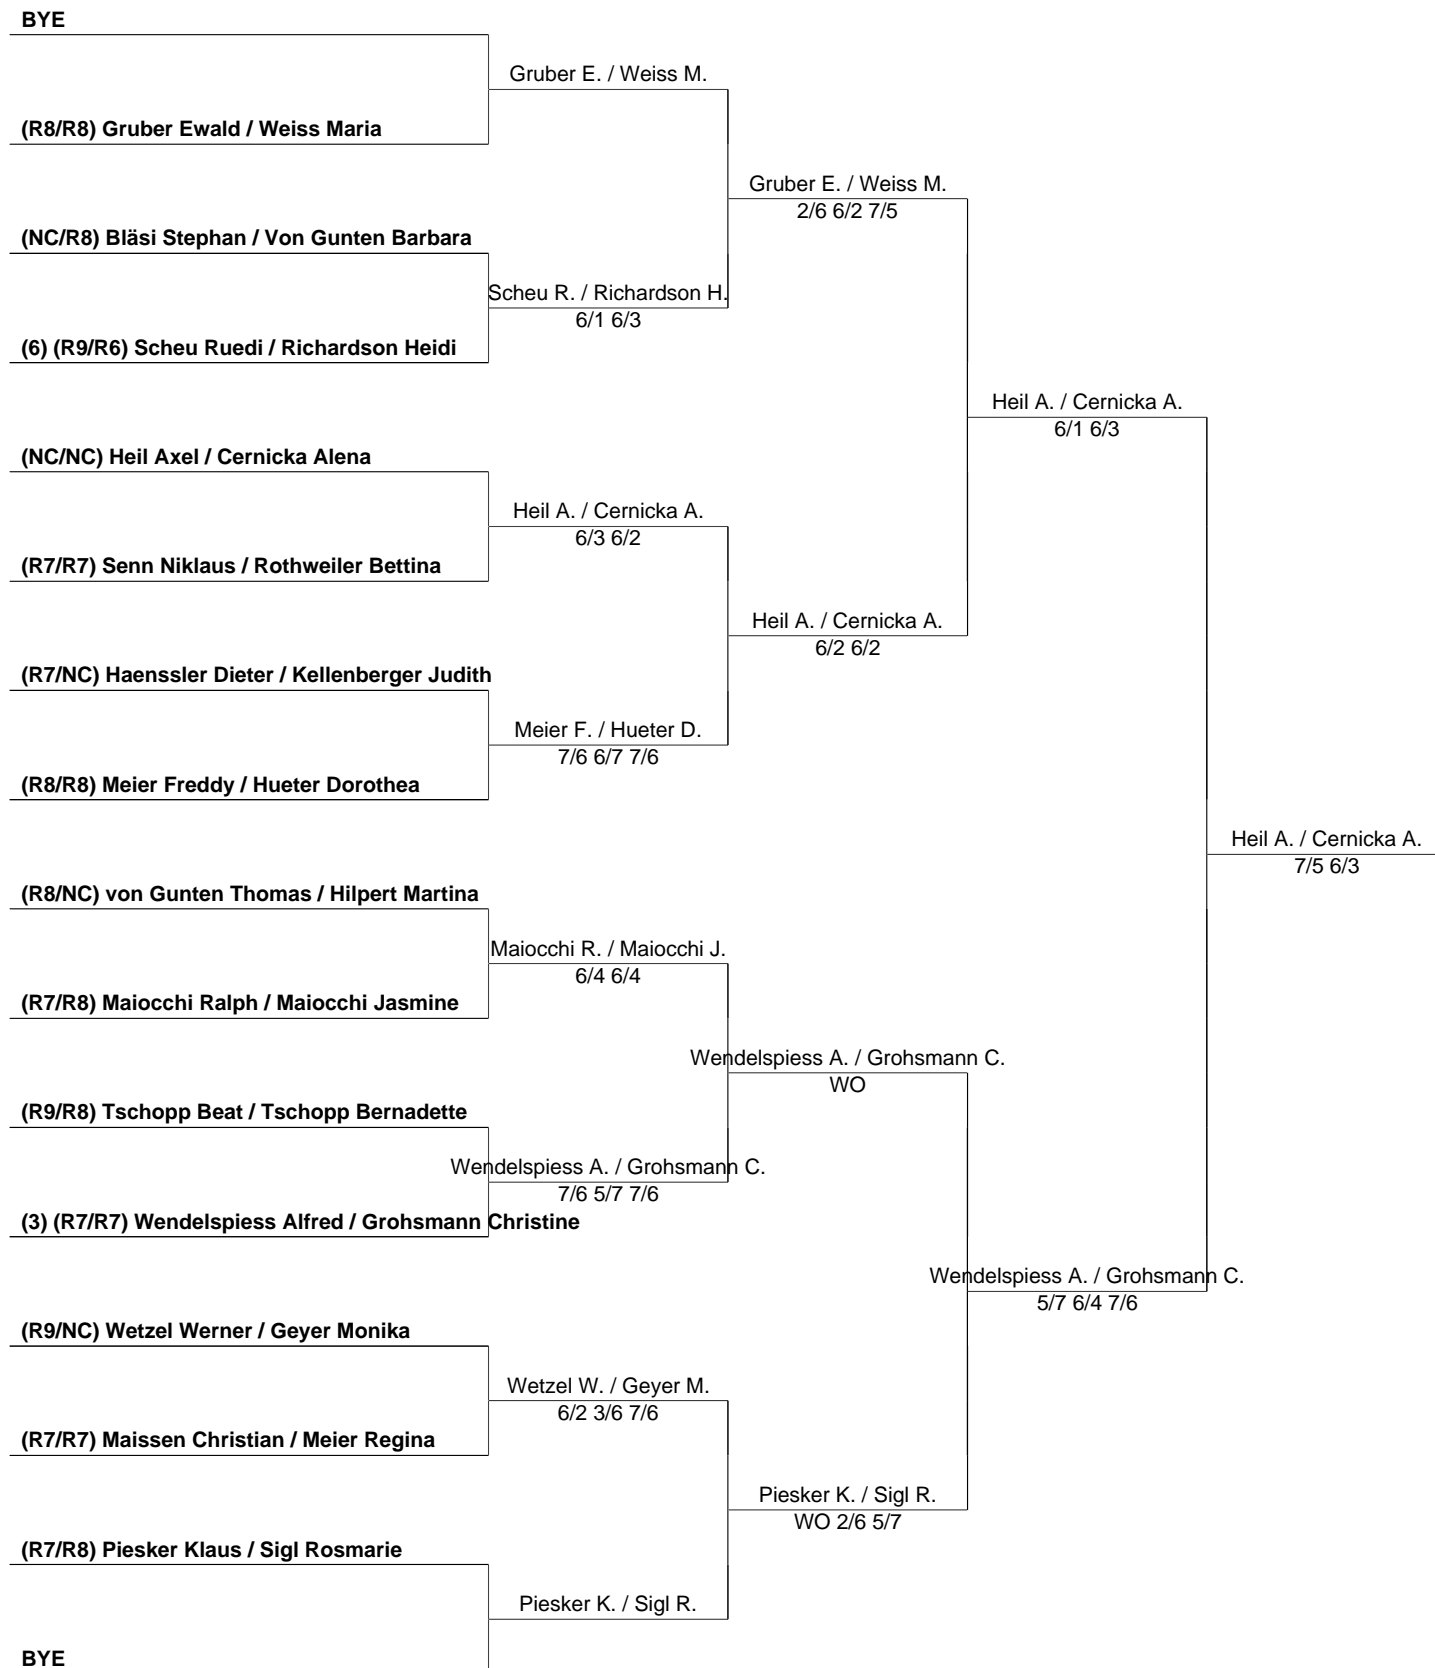 BYE
Gruber E. / Weiss M.
(R8/R8) Gruber Ewald / Weiss Maria
Gruber E. / Weiss M.
2/6 6/2 7/5
(NC/R8) Bläsi Stephan / Von Gunten Barbara
Scheu R. / Richardson H.
6/1 6/3
(6) (R9/R6) Scheu Ruedi / Richardson Heidi
Heil A. / Cernicka A.
6/1 6/3
(NC/NC) Heil Axel / Cernicka Alena
Heil A. / Cernicka A.
6/3 6/2
(R7/R7) Senn Niklaus / Rothweiler Bettina
Heil A. / Cernicka A.
6/2 6/2
(R7/NC) Haenssler Dieter / Kellenberger Judith
Meier F. / Hueter D.
7/6 6/7 7/6
(R8/R8) Meier Freddy / Hueter Dorothea
Heil A. / Cernicka A.
7/5 6/3
(R8/NC) von Gunten Thomas / Hilpert Martina
Maiocchi R. / Maiocchi J.
6/4 6/4
(R7/R8) Maiocchi Ralph / Maiocchi Jasmine
Wendelspiess A. / Grohsmann C.
WO
(R9/R8) Tschopp Beat / Tschopp Bernadette
Wendelspiess A. / Grohsmann C.
7/6 5/7 7/6
(3) (R7/R7) Wendelspiess Alfred / Grohsmann Christine
Wendelspiess A. / Grohsmann C.
5/7 6/4 7/6
(R9/NC) Wetzel Werner / Geyer Monika
Wetzel W. / Geyer M.
6/2 3/6 7/6
(R7/R7) Maissen Christian / Meier Regina
Piesker K. / Sigl R.
WO 2/6 5/7
(R7/R8) Piesker Klaus / Sigl Rosmarie
Piesker K. / Sigl R.
BYE